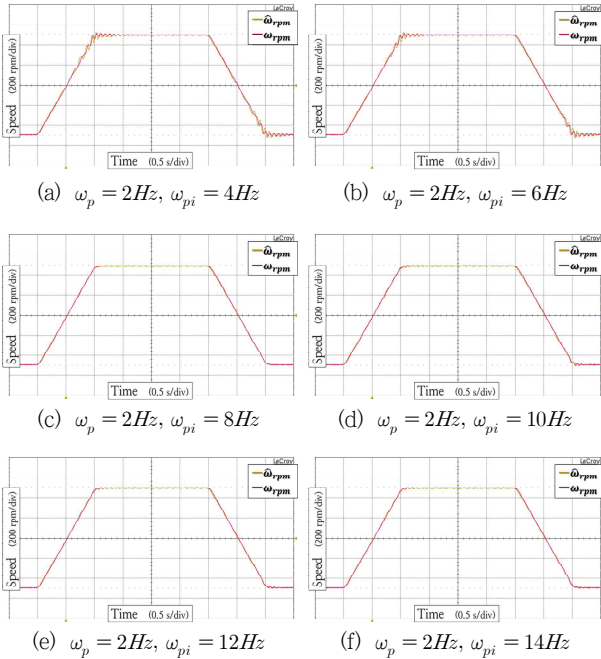 LeCroy
ω̂rpm
ωrpm
Speed (200 rpm/div)
Time (0.5 s/div)
(a) ωp = 2Hz, ωpi = 4Hz
LeCroy
ω̂rpm
ωrpm
Speed (200 rpm/div)
Time (0.5 s/div)
(b) ωp = 2Hz, ωpi = 6Hz
LeCroy
ω̂rpm
ωrpm
Speed (200 rpm/div)
Time (0.5 s/div)
(c) ωp = 2Hz, ωpi = 8Hz
LeCroy
ω̂rpm
ωrpm
Speed (200 rpm/div)
Time (0.5 s/div)
(d) ωp = 2Hz, ωpi = 10Hz
LeCroy
ω̂rpm
ωrpm
Speed (200 rpm/div)
Time (0.5 s/div)
(e) ωp = 2Hz, ωpi = 12Hz
LeCroy
ω̂rpm
ωrpm
Speed (200 rpm/div)
Time (0.5 s/div)
(f) ωp = 2Hz, ωpi = 14Hz